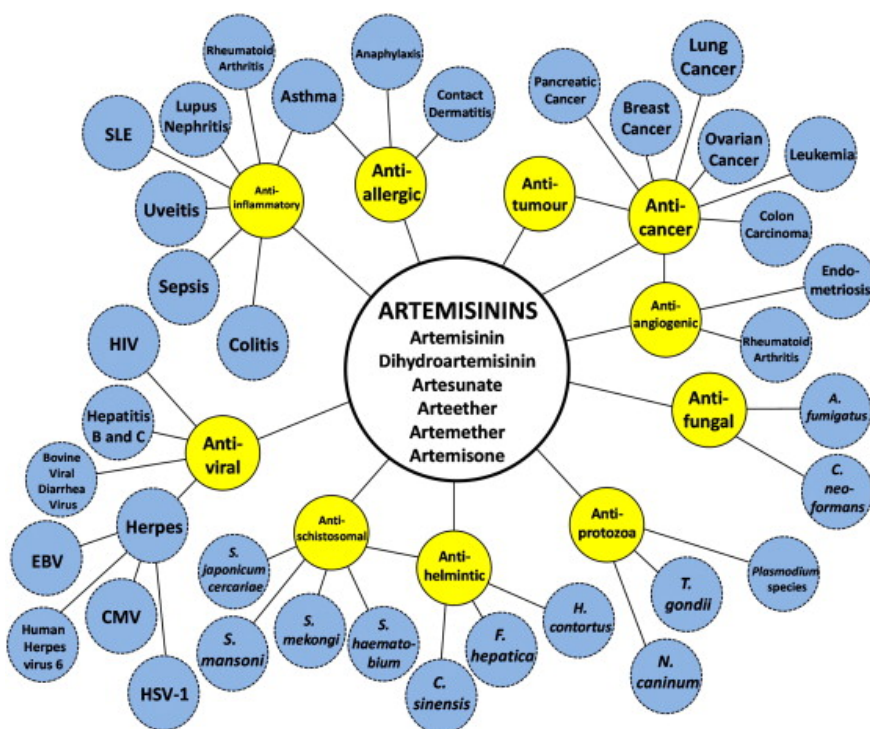 Rheumatoid
Arthritis
Anaphylaxis
Lung
Cancer
Pancreatic
Cancer
Asthma
Contact
Dermatitis
Breast
Cancer
Lupus
Nephritis
SLE
Ovarian
Cancer
Leukemia
Anti-
inflammatory
Anti-
allergic
Anti-
tumour
Anti-
cancer
Uveitis
Colon
Carcinoma
Sepsis
Endo-
metriosis
Colitis
HIV
ARTEMISININS
Artemisinin
Dihydroartemisinin
Artesunate
Arteether
Artemether
Artemisone
Anti-
angiogenic
Rheumatoid
Arthritis
Hepatitis
B and C
Anti-
viral
Anti-
fungal
A.
fumigatus
Bovine
Viral
Diarrhea
Virus
C.
neo-
formans
Herpes
Anti-
schistosomal
Anti-
protozoa
EBV
S.
japonicum
cercariae
Anti-
helmintic
Plasmodium
species
T.
gondii
CMV
Human
Herpes
virus 6
S.
mansoni
S.
mekongi
S.
haemato-
bium
H.
contortus
F.
hepatica
N.
caninum
HSV-1
C.
sinensis